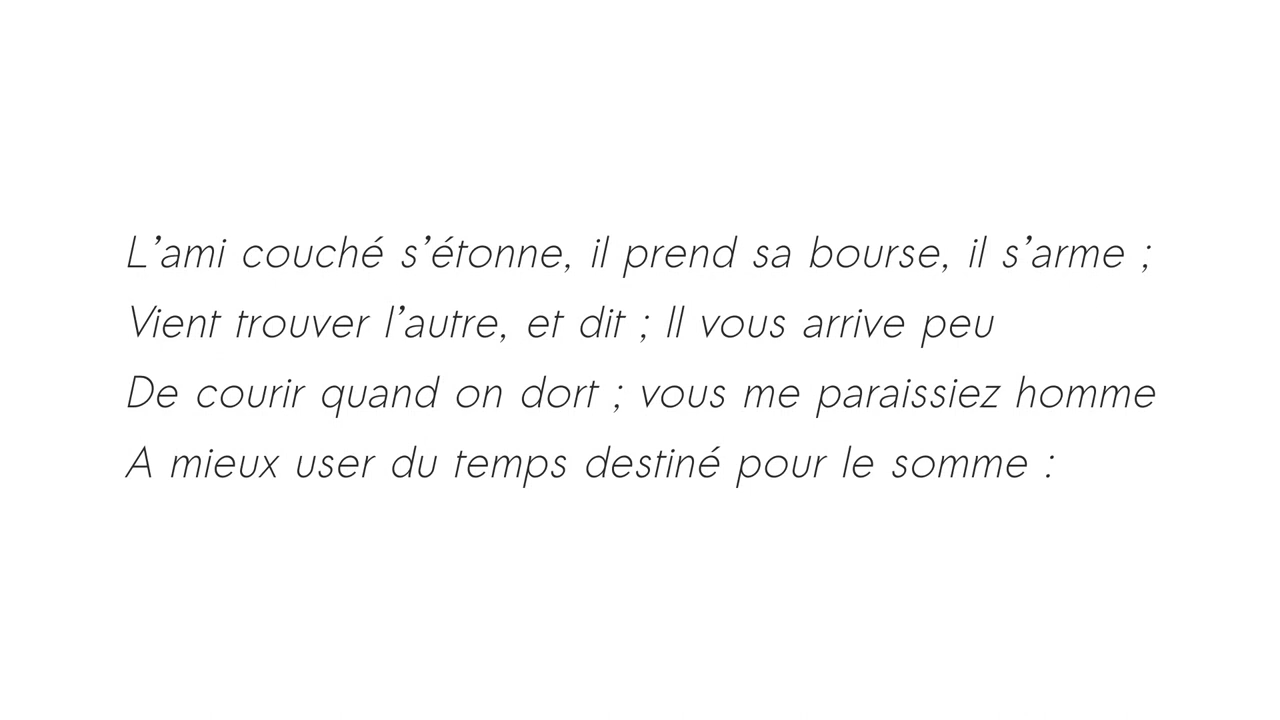 L’ami couché s’étonne, il prend sa bourse, il s’arme ;
Vient trouver l’autre, et dit ; Il vous arrive peu
De courir quand on dort ; vous me paraissiez homme
A mieux user du temps destiné pour le somme :